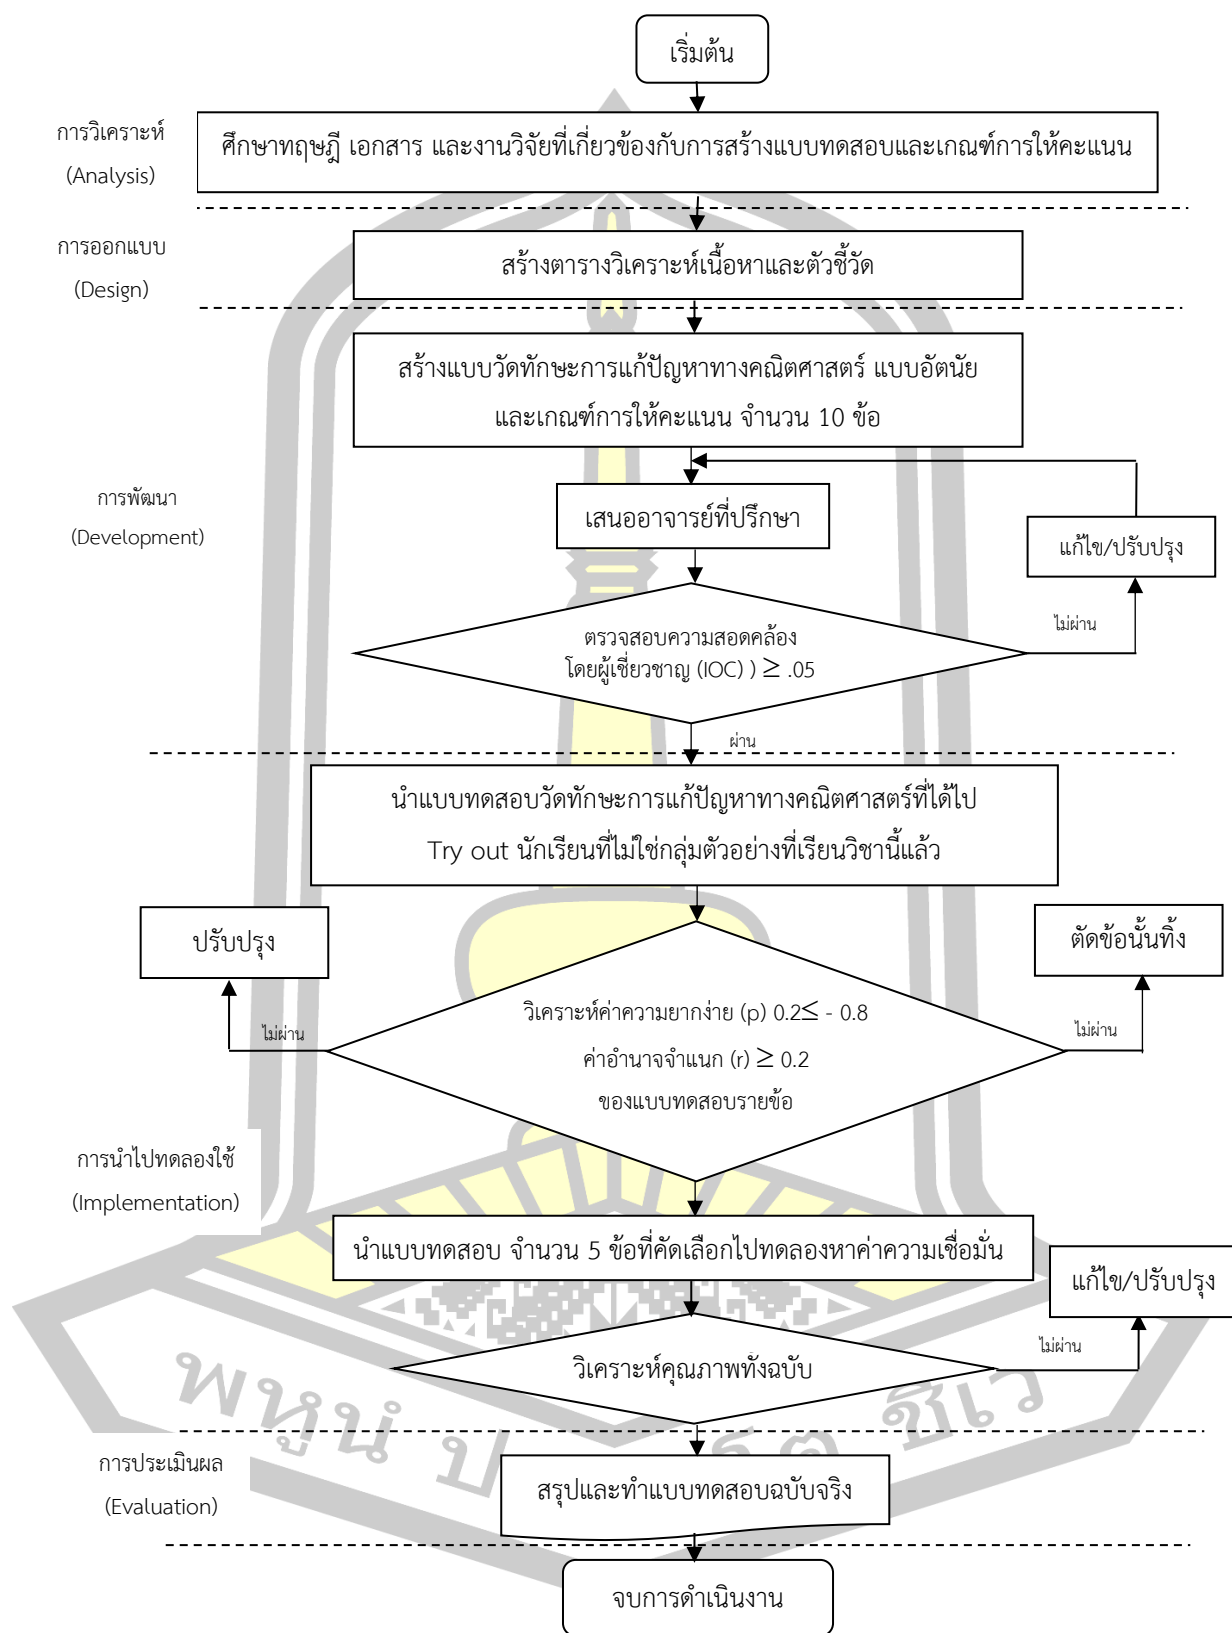 เริ่มต้น
การวิเคราะห์
(Analysis)
ศึกษาทฤษฎี เอกสาร และงานวิจัยที่เกี่ยวข้องกับการสร้างแบบทดสอบและเกณฑ์การให้คะแนน
การออกแบบ
(Design)
สร้างตารางวิเคราะห์เนื้อหาและตัวชี้วัด
สร้างแบบวัดทักษะการแก้ปัญหาทางคณิตศาสตร์ แบบอัตนัย
และเกณฑ์การให้คะแนน จำนวน 10 ข้อ
การพัฒนา
(Development)
เสนออาจารย์ที่ปรึกษา
แก้ไข/ปรับปรุง
ไม่ผ่าน
ตรวจสอบความสอดคล้อง
โดยผู้เชี่ยวชาญ (IOC) ) ≥ .05
ผ่าน
นำแบบทดสอบวัดทักษะการแก้ปัญหาทางคณิตศาสตร์ที่ได้ไป
Try out นักเรียนที่ไม่ใช่กลุ่มตัวอย่างที่เรียนวิชานี้แล้ว
ปรับปรุง
ตัดข้อนั้นทิ้ง
ไม่ผ่าน
ไม่ผ่าน
วิเคราะห์ค่าความยากง่าย (p) 0.2≤ - 0.8
ค่าอำนาจจำแนก (r) ≥ 0.2
ของแบบทดสอบรายข้อ
การนำไปทดลองใช้
(Implementation)
นำแบบทดสอบ จำนวน 5 ข้อที่คัดเลือกไปทดลองหาค่าความเชื่อมั่น
แก้ไข/ปรับปรุง
ไม่ผ่าน
วิเคราะห์คุณภาพทั้งฉบับ
การประเมินผล
(Evaluation)
สรุปและทำแบบทดสอบฉบับจริง
จบการดำเนินงาน
พหูนํ ป ชีเว